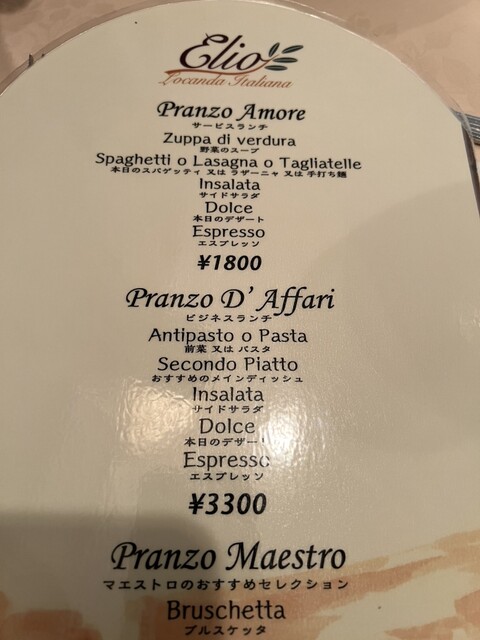 Elio
Locanda Italiana
Pranzo Amore
サービスランチ
Zuppa di verdura
野菜のスープ
Spaghetti o Lasagna o Tagliatelle
本日のスパゲッティ 又は ラザーニャ 又は 手打ち麺
Insalata
サイドサラダ
Dolce
本日のデザート
Espresso
エスプレッソ
¥1800
Pranzo D' Affari
ビジネスランチ
Antipasto o Pasta
前菜 又は パスタ
Secondo Piatto
おすすめのメインディッシュ
Insalata
サイドサラダ
Dolce
本日のデザート
Espresso
エスプレッソ
¥3300
Pranzo Maestro
マエストロのおすすめセレクション
Bruschetta
ブルスケッタ